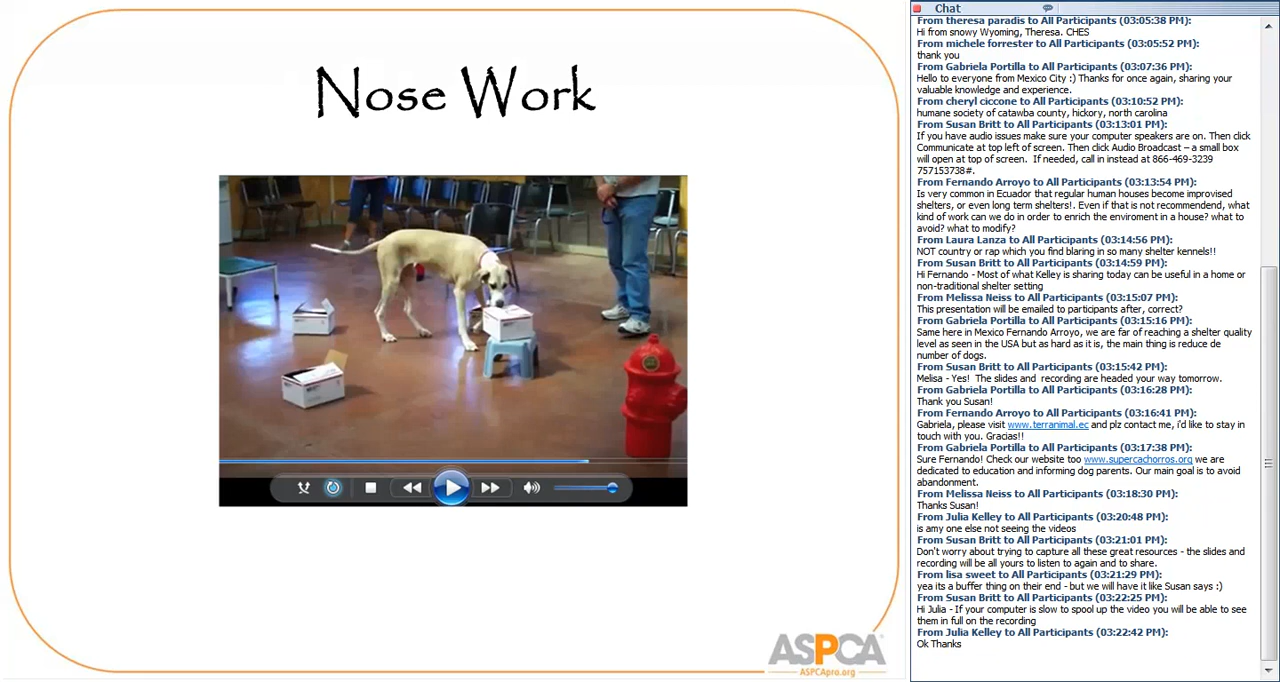 Nose Work
ASPCA
ASPCApro.org
Chat
From theresa paradis to All Participants (03:05:38 PM):
Hi from snowy Wyoming, Theresa. CHES
From michele forrester to All Participants (03:05:52 PM):
thank you
From Gabriela Portilla to All Participants (03:07:36 PM):
Hello to everyone from Mexico City :) Thanks for once again, sharing your
valuable knowledge and experience.
From cheryl ciccone to All Participants (03:10:52 PM):
humane society of catawba county, hickory, north carolina
From Susan Britt to All Participants (03:13:01 PM):
If you have audio issues make sure your computer speakers are on. Then click
Communicate at top left of screen. Then click Audio Broadcast – a small box
will open at top of screen.  If needed, call in instead at 866-469-3239
757153738#.
From Fernando Arroyo to All Participants (03:13:54 PM):
Is very common in Ecuador that regular human houses become improvised
shelters, or even long term shelters!. Even if that is not recommendend, what
kind of work can we do in order to enrich the enviroment in a house? what to
avoid? what to modify?
From Laura Lanza to All Participants (03:14:56 PM):
NOT country or rap which you find blaring in so many shelter kennels!!
From Susan Britt to All Participants (03:14:59 PM):
Hi Fernando - Most of what Kelley is sharing today can be useful in a home or
non-traditional shelter setting
From Melissa Neiss to All Participants (03:15:07 PM):
This presentation will be emailed to participants after, correct?
From Gabriela Portilla to All Participants (03:15:16 PM):
Same here in Mexico Fernando Arroyo, we are far of reaching a shelter quality
level as seen in the USA but as hard as it is, the main thing is reduce de
number of dogs.
From Susan Britt to All Participants (03:15:42 PM):
Melisa - Yes!  The slides and  recording are headed your way tomorrow.
From Gabriela Portilla to All Participants (03:16:28 PM):
Thank you Susan!
From Fernando Arroyo to All Participants (03:16:41 PM):
Gabriela, please visit www.terranimal.ec and plz contact me, i'd like to stay in
touch with you. Gracias!!
From Gabriela Portilla to All Participants (03:17:38 PM):
Sure Fernando! Check our website too www.supercachorros.org we are
dedicated to education and informing dog parents. Our main goal is to avoid
abandonment.
From Melissa Neiss to All Participants (03:18:30 PM):
Thanks Susan!
From Julia Kelley to All Participants (03:20:48 PM):
is amy one else not seeing the videos
From Susan Britt to All Participants (03:21:01 PM):
Don't worry about trying to capture all these great resources - the slides and
recording will be all yours to listen to again and to share.
From lisa sweet to All Participants (03:21:29 PM):
yea its a buffer thing on their end - but we will have it like Susan says :)
From Susan Britt to All Participants (03:22:25 PM):
Hi Julia - If your computer is slow to spool up the video you will be able to see
them in full on the recording
From Julia Kelley to All Participants (03:22:42 PM):
Ok Thanks